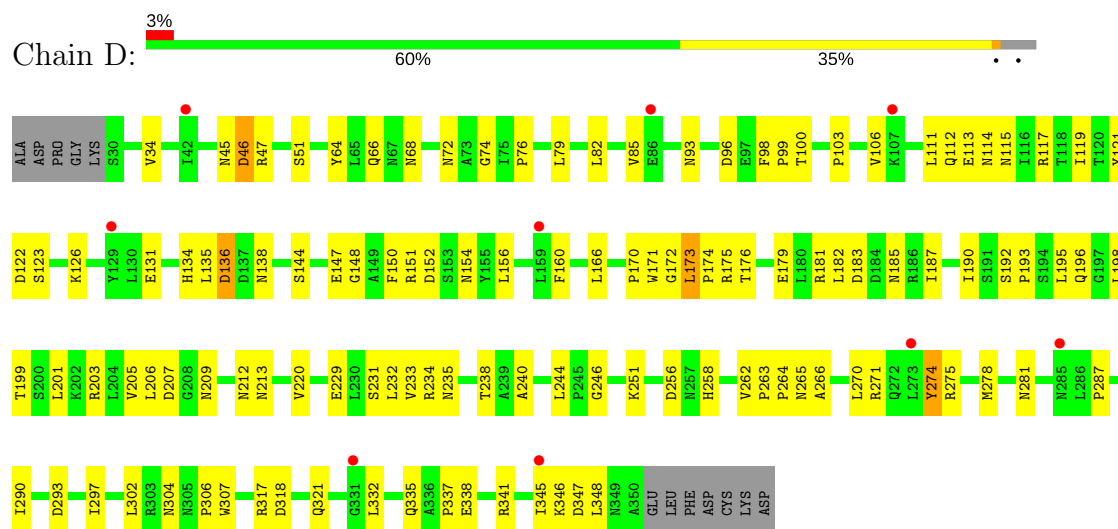 3%
Chain D:
60% 35% • •
ALA ASP PRO GLY LYS S30 V34 I42 N45 D46 R47 S51 Y64 L65 Q66 N67 N68 N72 A73 G74 I75 P76 L79 L82 V85 E86 N93 D96 E97 F98 P99 T100 P103 V106 K107 L111 Q112 E113 N114 N115 I116 R117 T118 I119 T120 Y121
D122 S123 K126 Y129 L130 E131 H134 L135 D136 D137 N138 S144 E147 G148 A149 F150 R151 D152 S153 N154 Y155 L156 L159 F160 L166 P170 W171 G172 L173 P174 R175 T176 E179 L180 R181 L182 D183 D184 N185 R186 I187 I190 S191 S192 P193 S194 L195 Q196 G197 L198
T199 S200 L201 K202 R203 L204 V205 L206 D207 G208 N209 N212 N213 V220 E229 L230 S231 L232 V233 R234 N235 T238 A239 A240 L244 P245 G246 K251 D256 N257 H258 V262 P263 P264 N265 A266 L270 R271 Q272 L273 Y274 R275 M278 N281 N285 L286 P287
I290 D293 I297 L302 R303 N304 N305 P306 W307 R317 D318 Q321 G331 L332 Q335 A336 P337 E338 R341 I345 K346 D347 L348 N349 A350 GLU LEU PHE ASP CYS LYS ASP